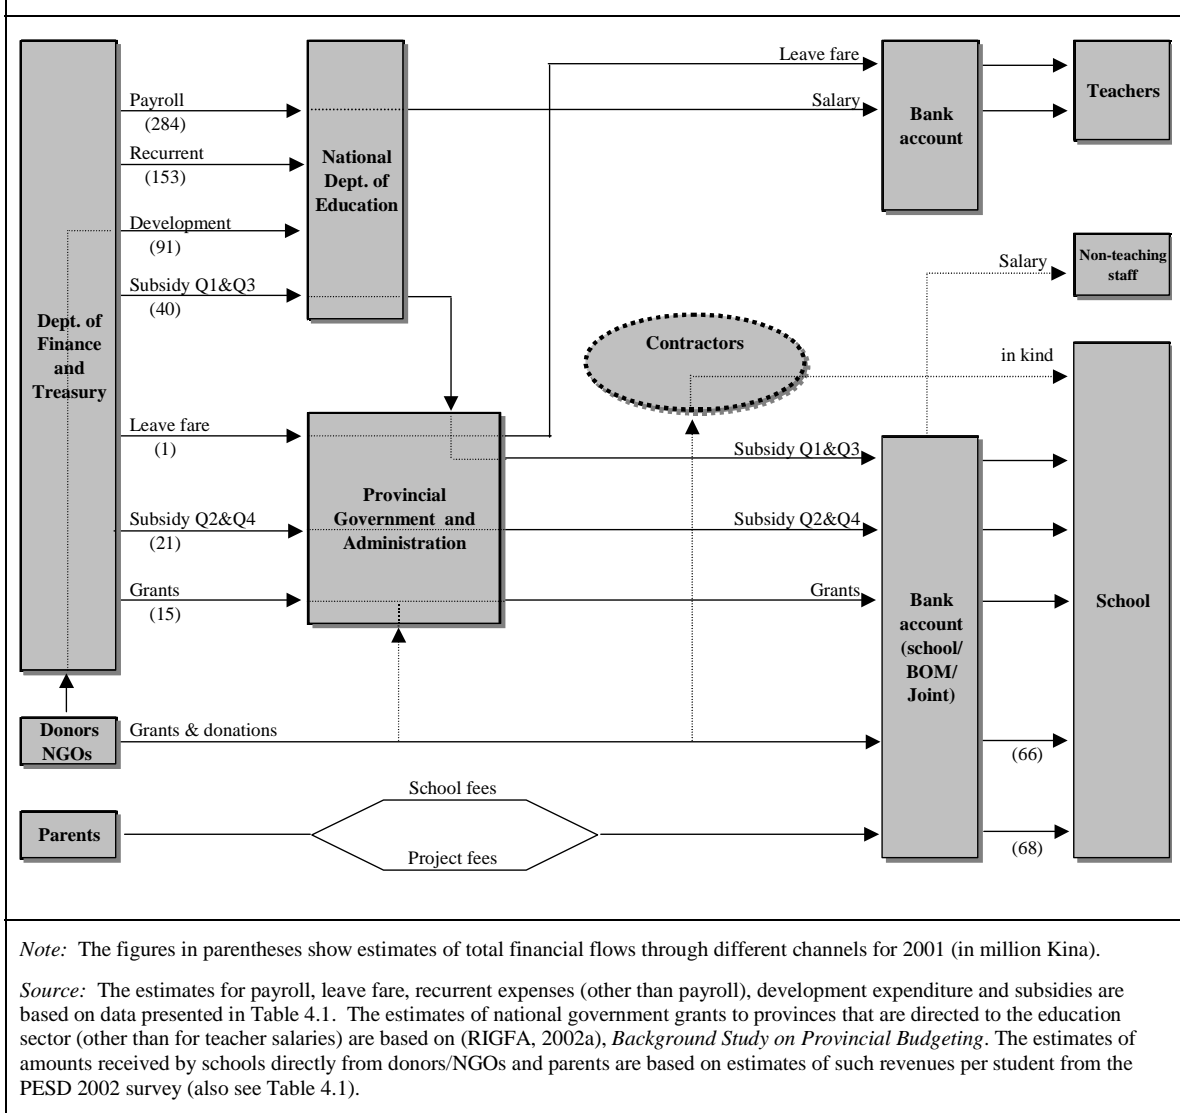 Leave fare
Payroll
(284)
Salary
Bank
account
Teachers
Recurrent
(153)
National
Dept. of
Education
Development
(91)
Subsidy Q1&Q3
(40)
Salary
Non-teaching
staff
Dept. of
Finance
and
Treasury
Contractors
in kind
Leave fare
(1)
Subsidy Q1&Q3
Provincial
Government and
Administration
Subsidy Q2&Q4
(21)
Subsidy Q2&Q4
Grants
(15)
Grants
Bank
account
(school/
BOM/
Joint)
School
Donors
NGOs
Grants & donations
(66)
School fees
Parents
Project fees
(68)
Note: The figures in parentheses show estimates of total financial flows through different channels for 2001 (in million Kina).
Source: The estimates for payroll, leave fare, recurrent expenses (other than payroll), development expenditure and subsidies are
based on data presented in Table 4.1. The estimates of national government grants to provinces that are directed to the education
sector (other than for teacher salaries) are based on (RIGFA, 2002a), Background Study on Provincial Budgeting. The estimates of
amounts received by schools directly from donors/NGOs and parents are based on estimates of such revenues per student from the
PESD 2002 survey (also see Table 4.1).